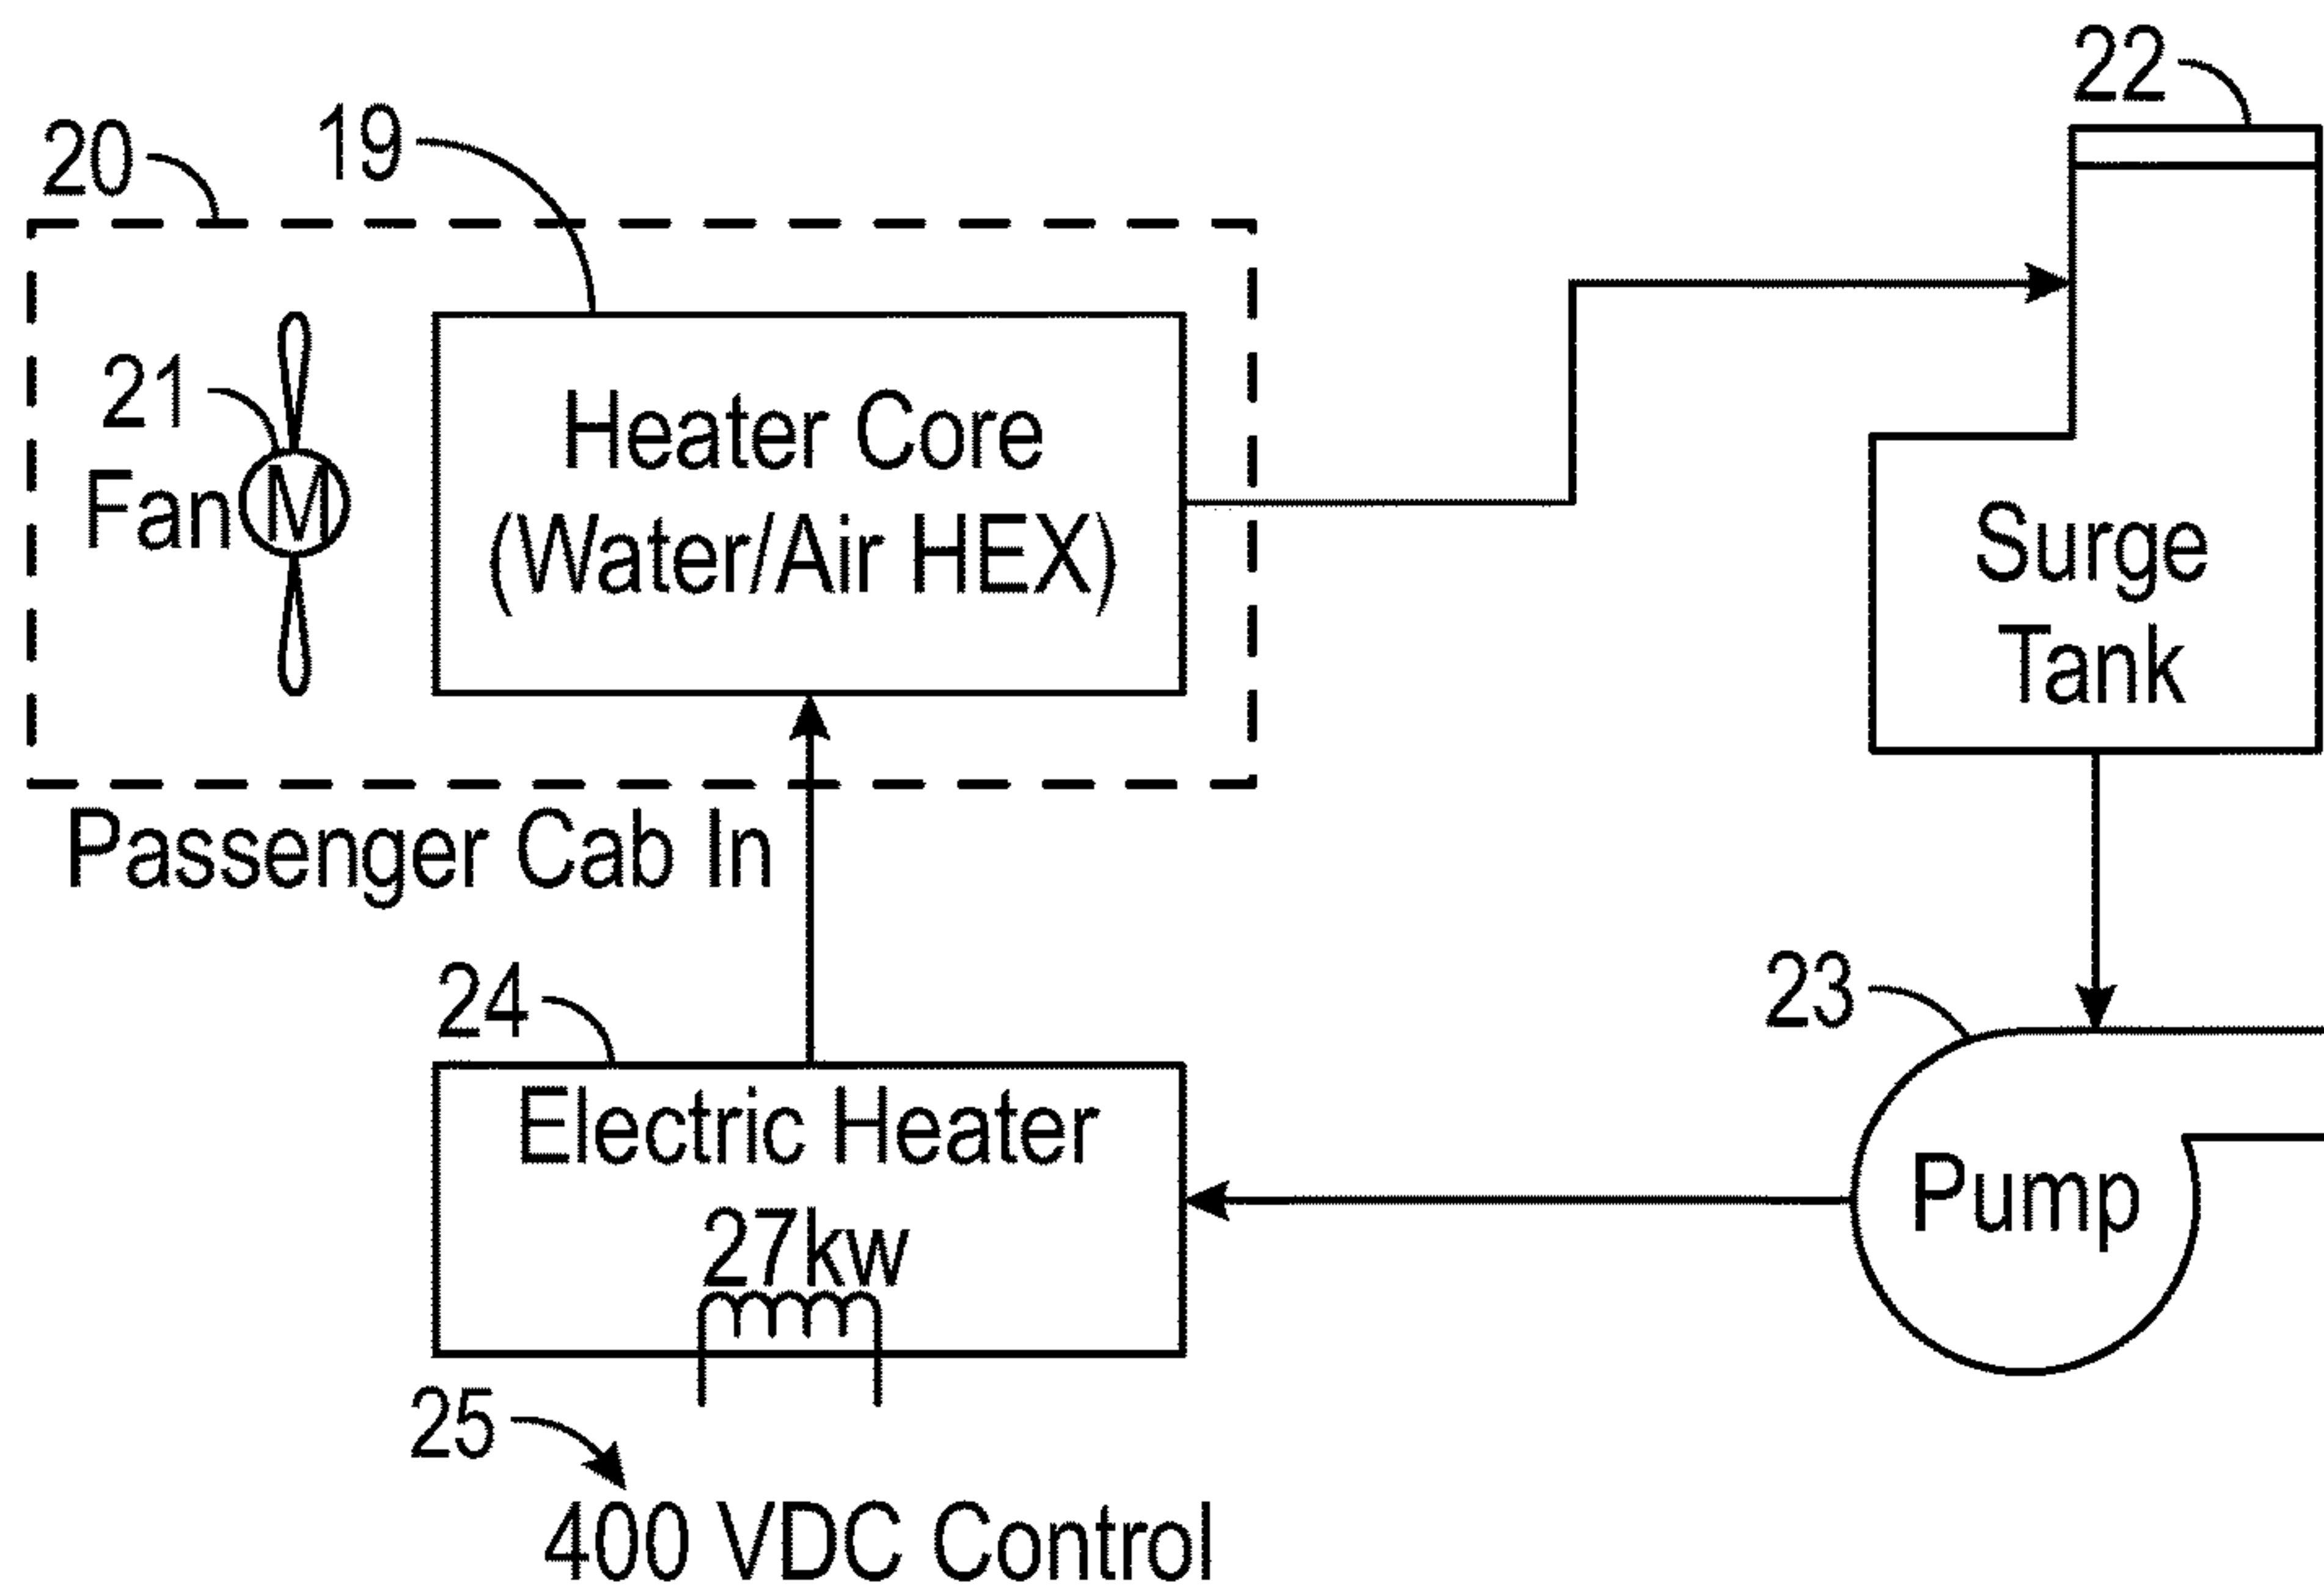 22
19
20
21
Fan
M
Heater Core
(Water/Air HEX)
Surge
Tank
Passenger Cab In
24
23
Electric Heater
27kw
Pump
25
400 VDC Control